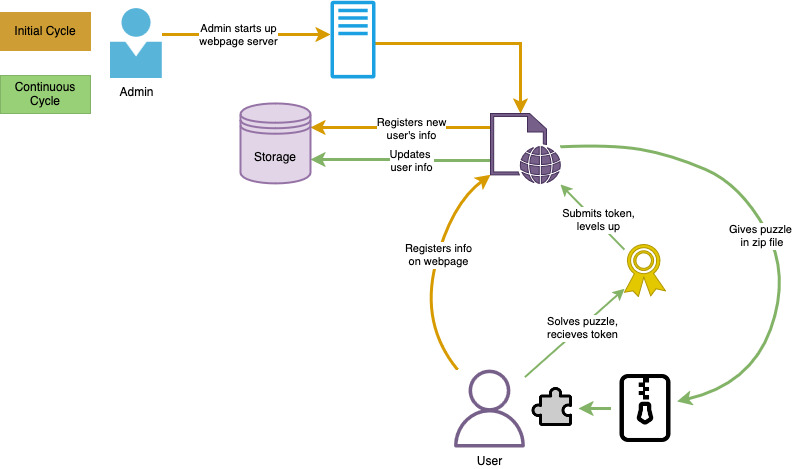 Initial Cycle
Admin starts up
webpage server
Continuous
Cycle
Admin
Registers new
user's info
Storage
Updates
user info
Submits token,
levels up
Gives puzzle
in zip file
Registers info
on webpage
Solves puzzle,
recieves token
User